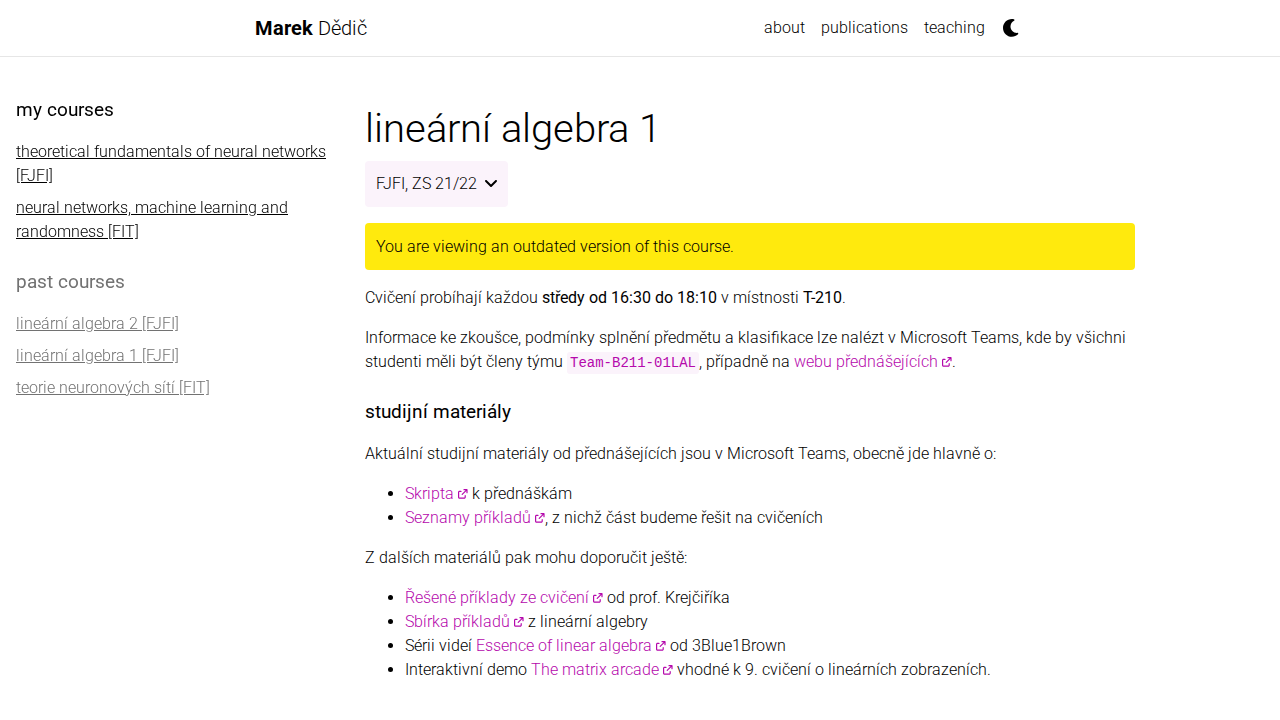 Marek Dědič
about publications teaching
my courses
theoretical fundamentals of neural networks
[FJFI]
neural networks, machine learning and
randomness [FIT]
past courses
lineární algebra 2 [FJFI]
lineární algebra 1 [FJFI]
teorie neuronových sítí [FIT]
lineární algebra 1
FJFI, ZS 21/22
You are viewing an outdated version of this course.
Cvičení probíhají každou středy od 16:30 do 18:10 v místnosti T-210.
Informace ke zkoušce, podmínky splnění předmětu a klasifikace lze nalézt v Microsoft Teams, kde by všichni
studenti měli být členy týmu Team-B211-01LAL, případně na webu přednášejících.
studijní materiály
Aktuální studijní materiály od přednášejících jsou v Microsoft Teams, obecně jde hlavně o:
Skripta k přednáškám
Seznamy příkladů, z nichž část budeme řešit na cvičeních
Z dalších materiálů pak mohu doporučit ještě:
Řešené příklady ze cvičení od prof. Krejčiříka
Sbírka příkladů z lineární algebry
Sérii videí Essence of linear algebra od 3Blue1Brown
Interaktivní demo The matrix arcade vhodné k 9. cvičení o lineárních zobrazeních.